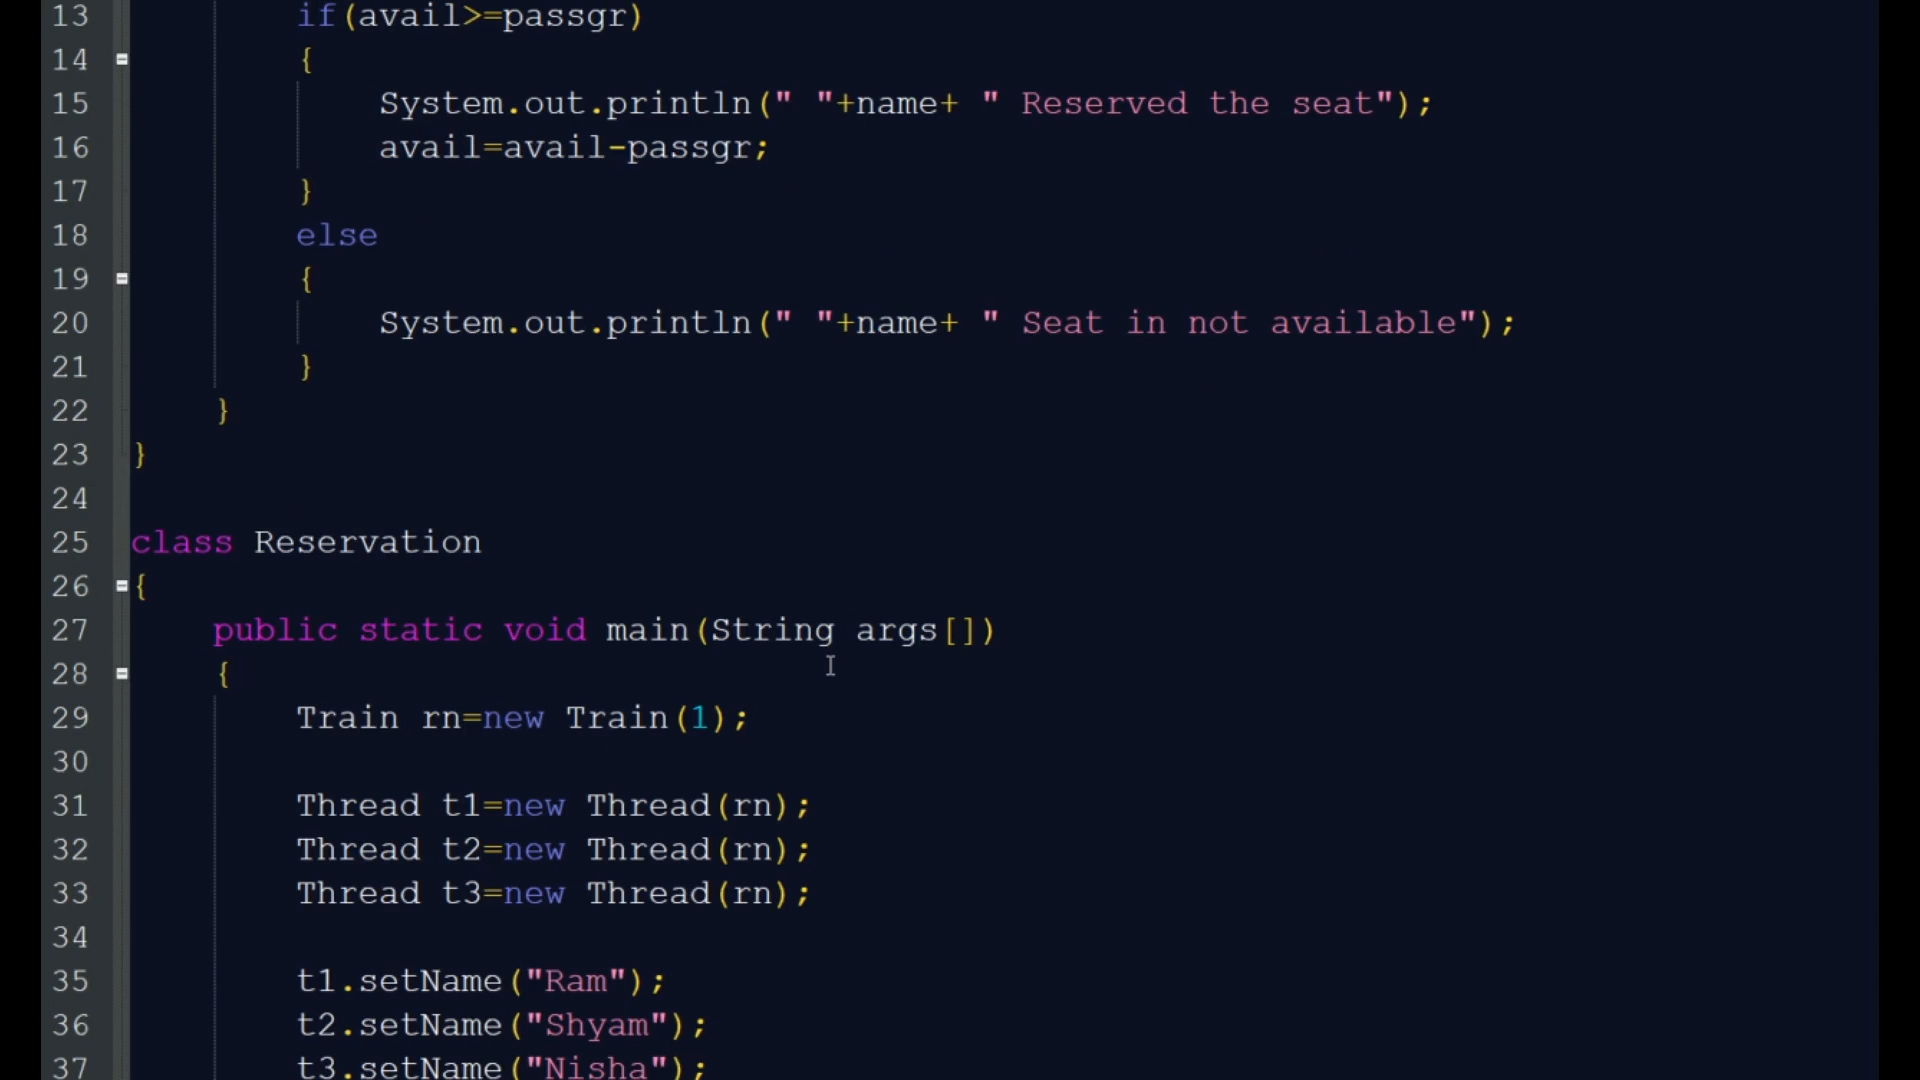 13 if(avail>=passgr)
14 {
15 System.out.println(" "+name+ " Reserved the seat");
16 avail=avail-passgr;
17 }
18 else
19 {
20 System.out.println(" "+name+ " Seat in not available");
21 }
22 }
23 }
24
25 class Reservation
26 {
27 public static void main(String args[])
28 {
29 Train rn=new Train(1);
30
31 Thread t1=new Thread(rn);
32 Thread t2=new Thread(rn);
33 Thread t3=new Thread(rn);
34
35 t1.setName("Ram");
36 t2.setName("Shyam");
37 t3.setName("Nisha");